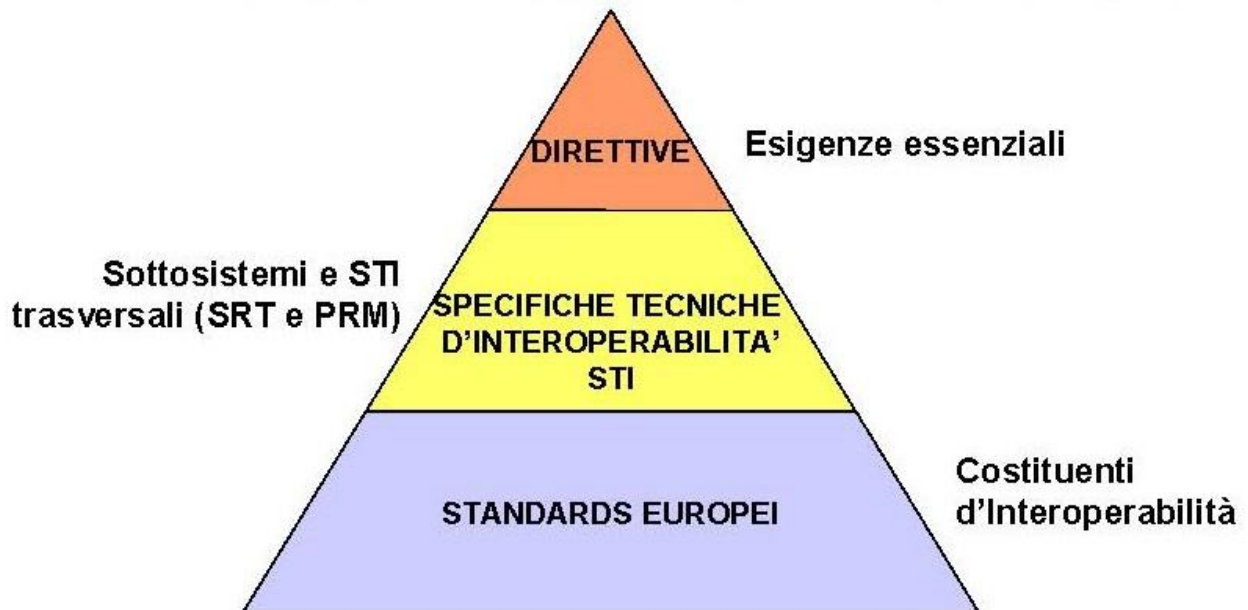 DIRETTIVE
Esigenze essenziali
Sottosistemi e STI
trasversali (SRT e PRM)
SPECIFICHE TECNICHE
D'INTEROPERABILITA'
STI
STANDARDS EUROPEI
Costituenti
d'Interoperabilità